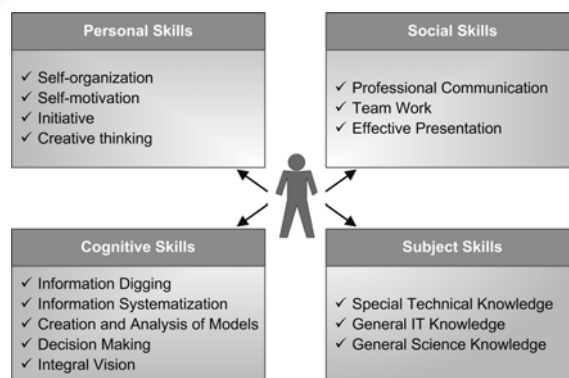 Personal Skills
✓ Self-organization
✓ Self-motivation
✓ Initiative
✓ Creative thinking
Social Skills
✓ Professional Communication
✓ Team Work
✓ Effective Presentation
Cognitive Skills
✓ Information Digging
✓ Information Systematization
✓ Creation and Analysis of Models
✓ Decision Making
✓ Integral Vision
Subject Skills
✓ Special Technical Knowledge
✓ General IT Knowledge
✓ General Science Knowledge